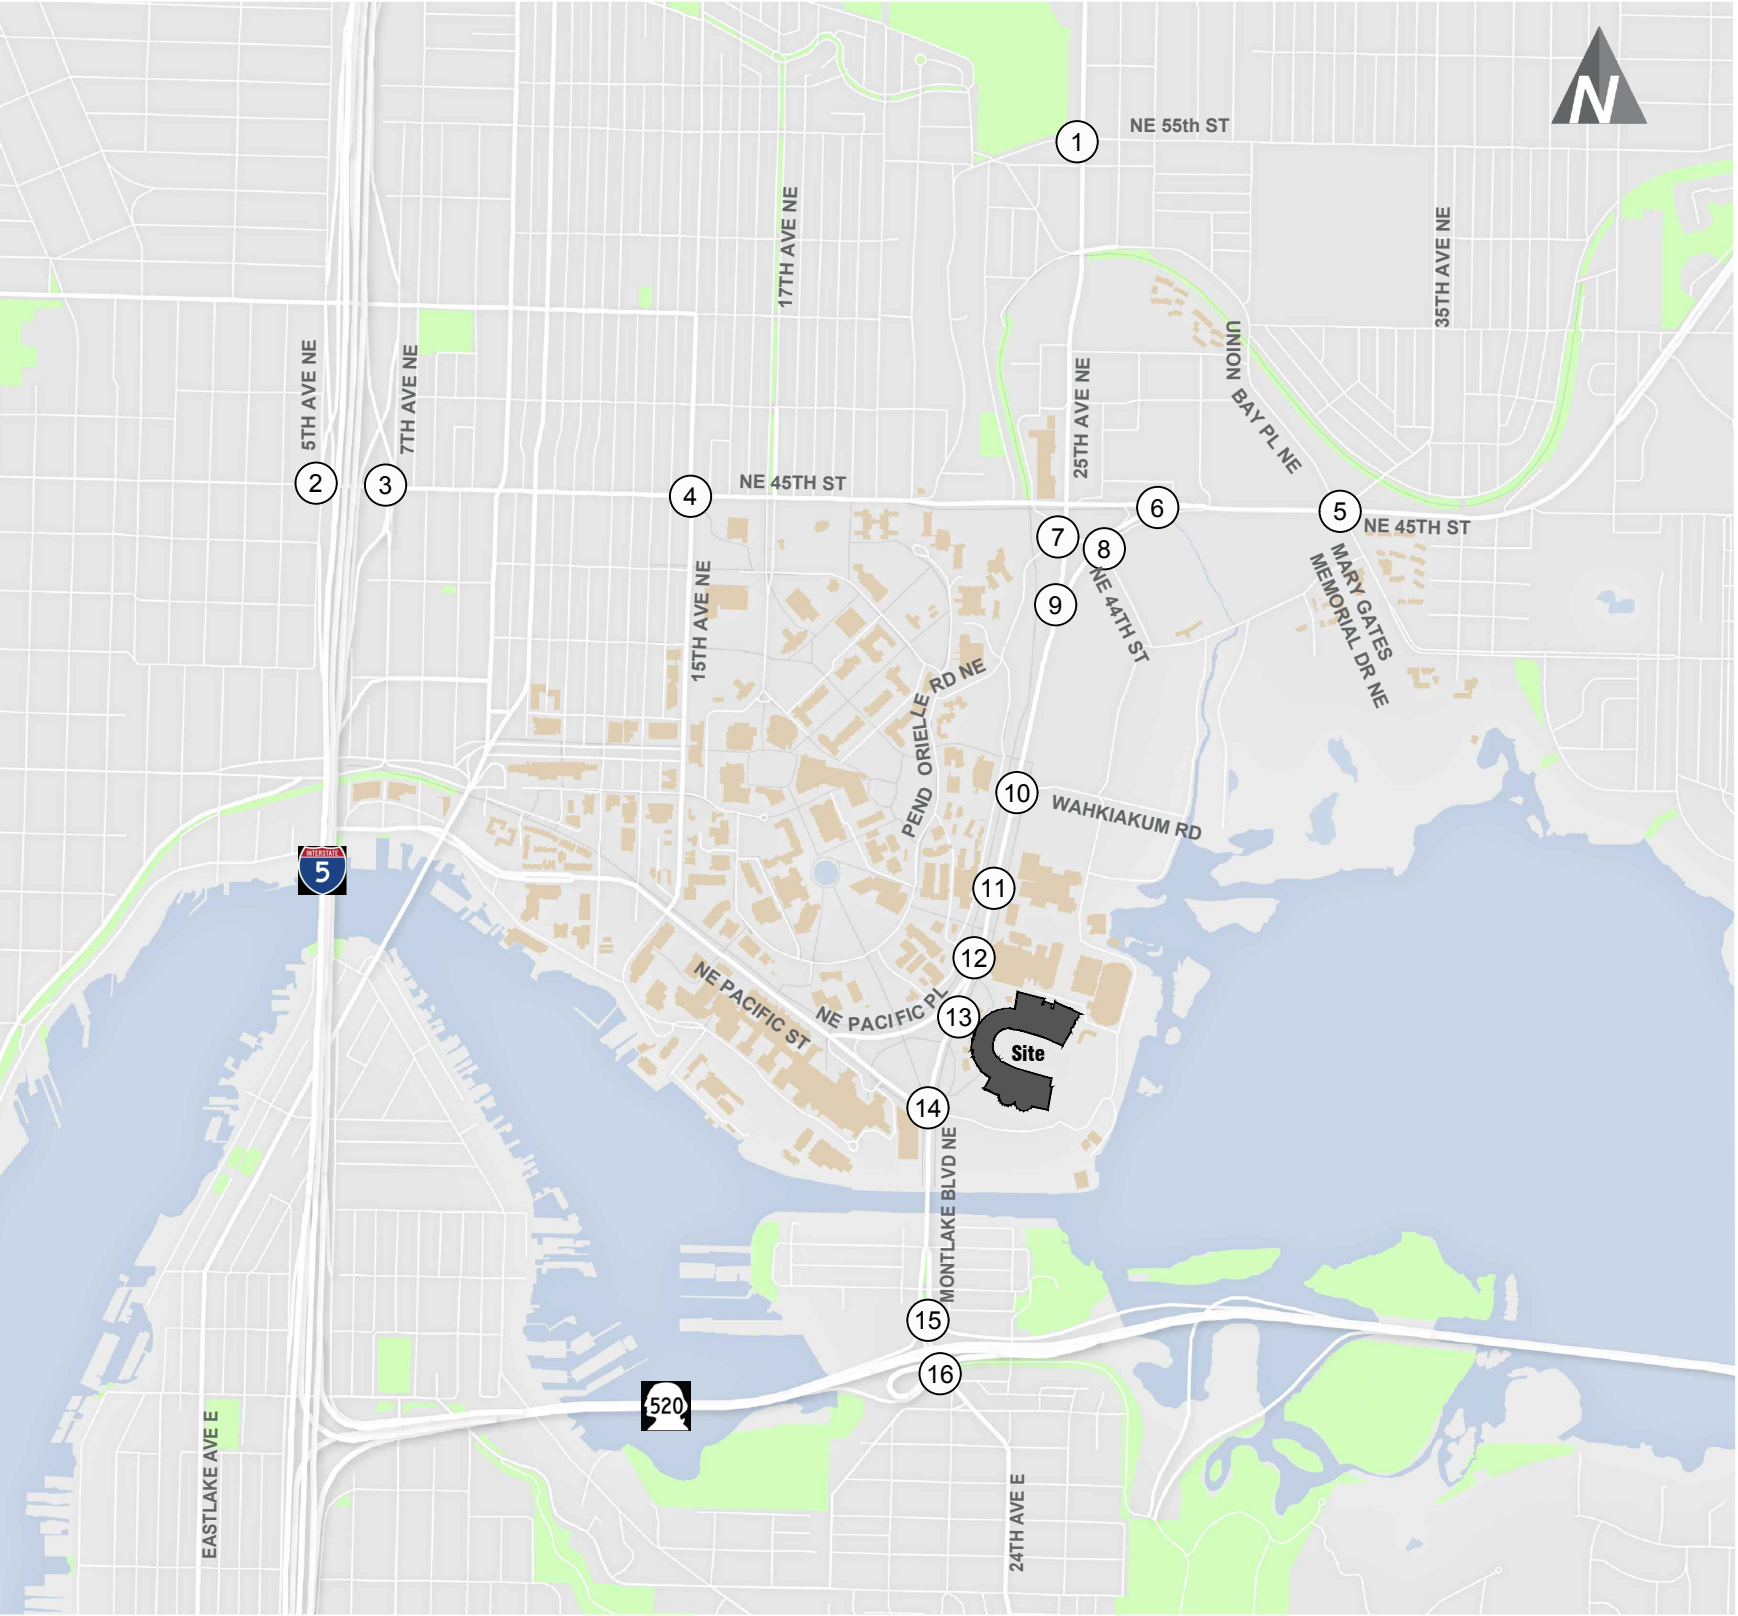 N
1
NE 55th ST
17TH AVE NE
35TH AVE NE
5TH AVE NE
7TH AVE NE
25TH AVE NE
UNION
BAY PL NE
2
3
4
NE 45TH ST
6
5
NE 45TH ST
7
8
9
NE 44TH ST
MARY GATES
MEMORIAL DR NE
15TH AVE NE
PEND ORIELLE RD NE
10
WAHKIAKUM RD
INTERSTATE
5
11
12
NE PACIFIC ST
NE PACIFIC PL
13
Site
14
MONTLAKE BLVD NE
15
16
520
EASTLAKE AVE E
24TH AVE E